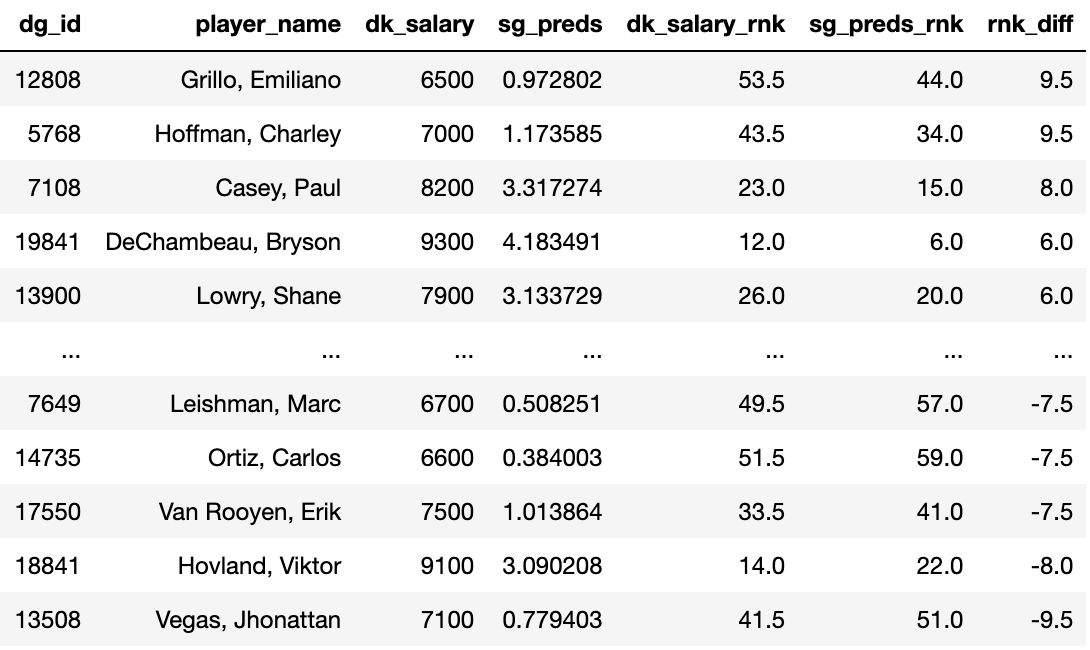 dg_id player_name dk_salary sg_preds dk_salary_rnk sg_preds_rnk rnk_diff
12808 Grillo, Emiliano 6500 0.972802 53.5 44.0 9.5
5768 Hoffman, Charley 7000 1.173585 43.5 34.0 9.5
7108 Casey, Paul 8200 3.317274 23.0 15.0 8.0
19841 DeChambeau, Bryson 9300 4.183491 12.0 6.0 6.0
13900 Lowry, Shane 7900 3.133729 26.0 20.0 6.0
... ... ... ... ... ... ...
7649 Leishman, Marc 6700 0.508251 49.5 57.0 -7.5
14735 Ortiz, Carlos 6600 0.384003 51.5 59.0 -7.5
17550 Van Rooyen, Erik 7500 1.013864 33.5 41.0 -7.5
18841 Hovland, Viktor 9100 3.090208 14.0 22.0 -8.0
13508 Vegas, Jhonattan 7100 0.779403 41.5 51.0 -9.5